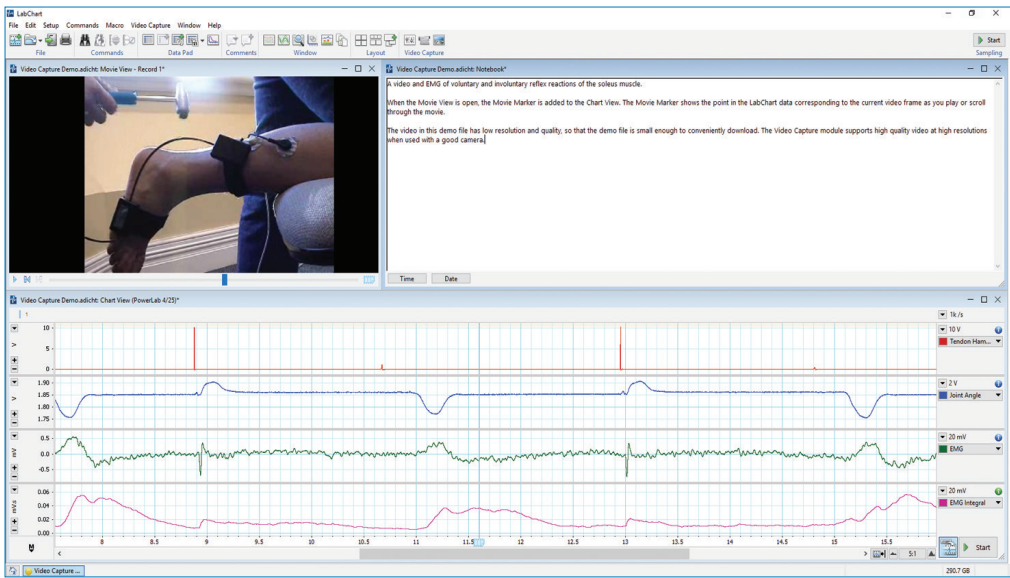 LabChart
File Edit Setup Commands Macro Video Capture Window Help
File Commands Data Pad Comments Window Layout Video Capture
Start
Sampling
Video Capture Demo.adicht: Movie View - Record 1*
Video Capture Demo.adicht: Notebook*
A video and EMG of voluntary and involuntary reflex reactions of the soleus muscle.
When the Movie View is open, the Movie Marker is added to the Chart View. The Movie Marker shows the point in the LabChart data corresponding to the current video frame as you play or scroll
through the movie.
The video in this demo file has low resolution and quality, so that the demo file is small enough to conveniently download. The Video Capture module supports high quality video at high resolutions
when used with a good camera.
Time Date
Video Capture Demo.adicht: Chart View (PowerLab 4/25)*
1 1k /s
10 5 0 V
10 V
Tendon Ham...
1.90 1.85 1.80 1.75 V
2 V
Joint Angle
0.5 0.0 -0.5 mV
20 mV
EMG
0.06 0.04 0.02 0.00 mV.s
20 mV
EMG Integral
8 8.5 9 9.5 10 10.5 11 11.5 12 12.5 13 13.5 14 14.5 15 15.5
5:1
Start
Video Capture ...
290.7 GB